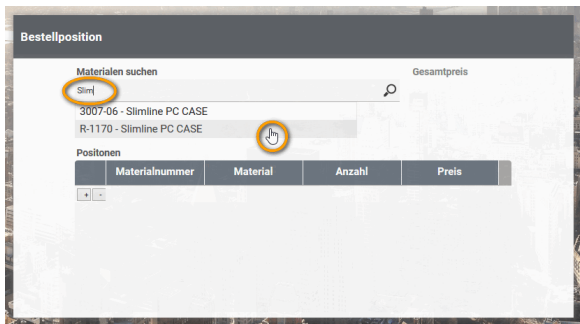 Bestellposition
Materialen suchen
Gesamtpreis
Slim
3007-06 - Slimline PC CASE
R-1170 - Slimline PC CASE
Positonen
Materialnummer Material Anzahl Preis
+ -